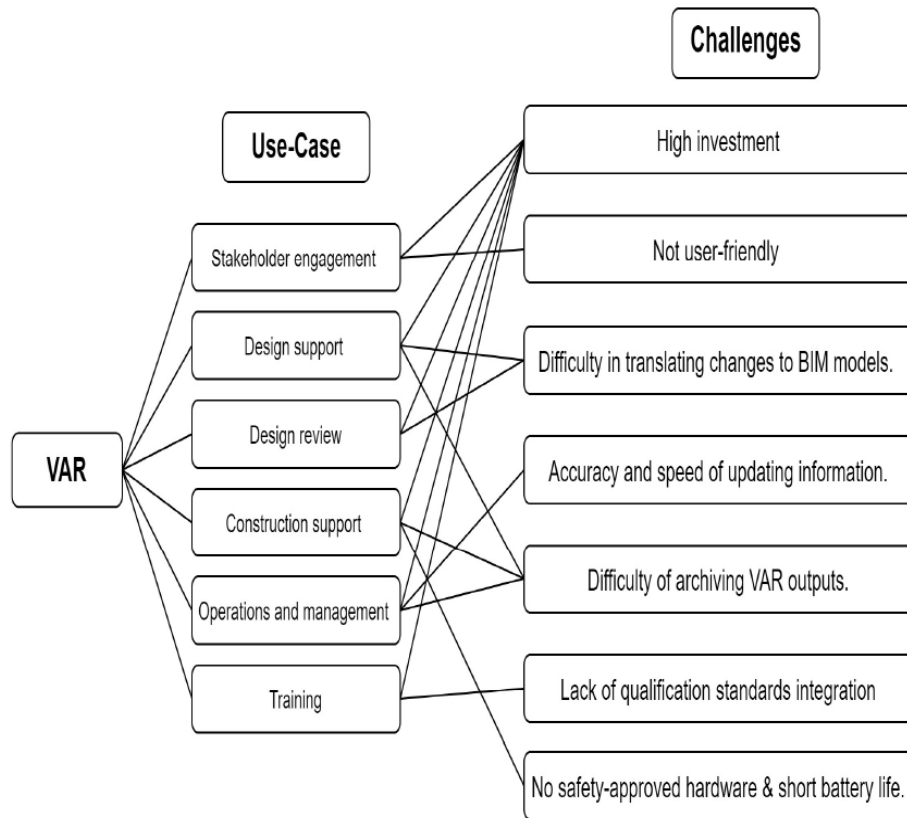 Challenges
Use-Case
High investment
Stakeholder engagement
Not user-friendly
Design support
Difficulty in translating changes to BIM models.
Design review
VAR
Accuracy and speed of updating information.
Construction support
Difficulty of archiving VAR outputs.
Operations and management
Lack of qualification standards integration
Training
No safety-approved hardware & short battery life.